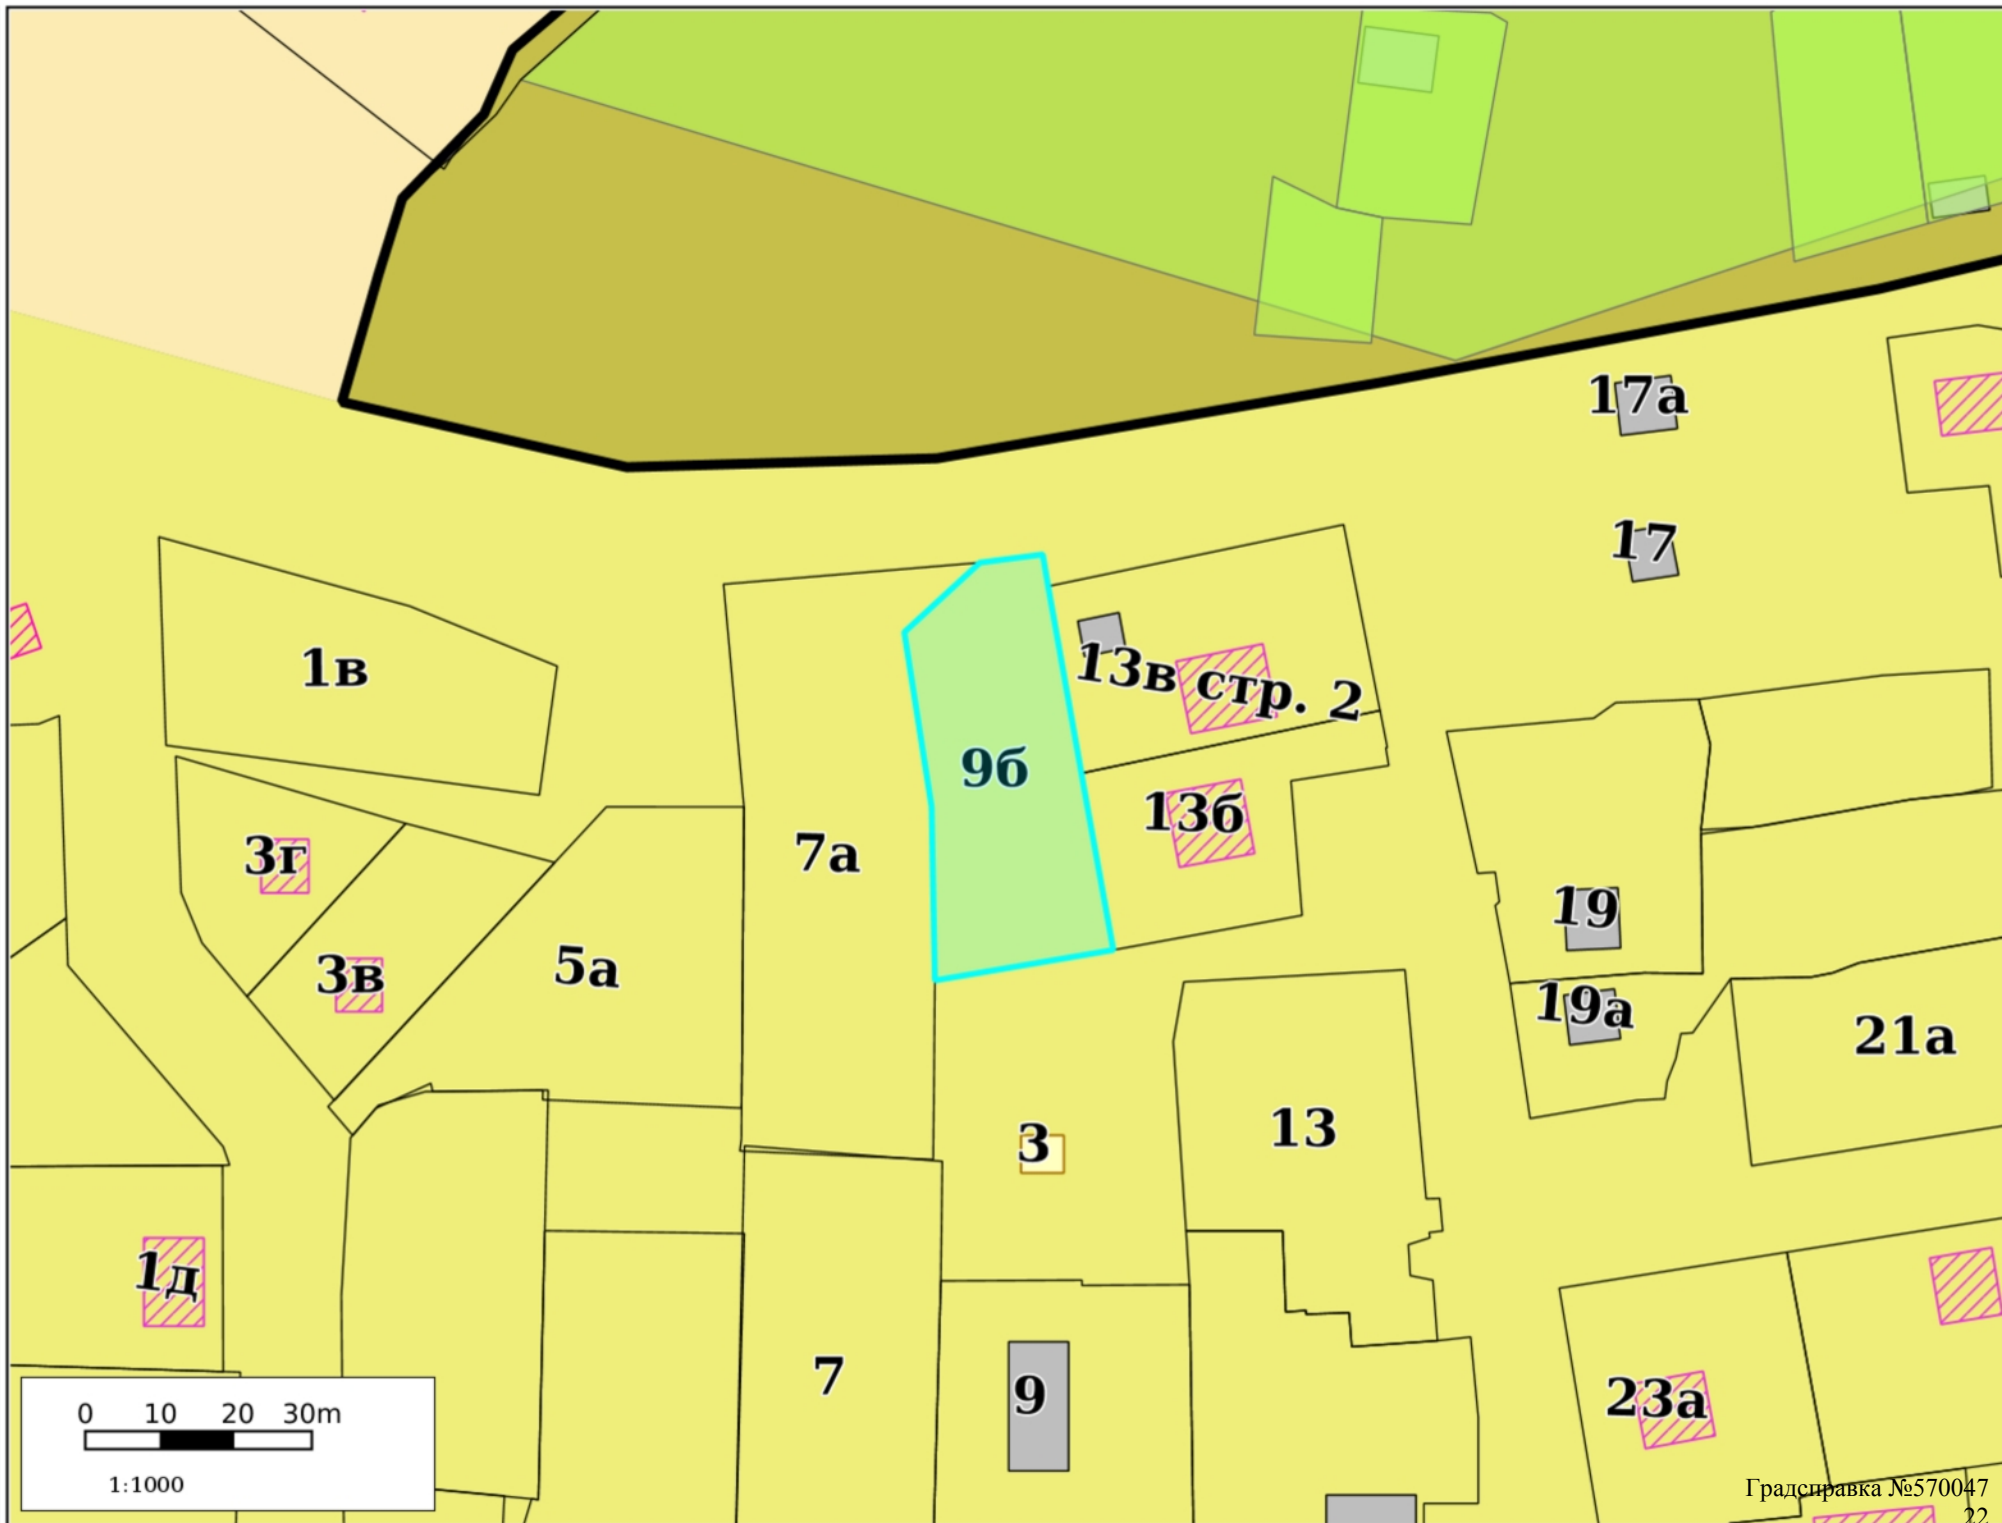 17а
17
1в
13в стр. 2
9б
13б
7а
3г
3в
5а
19
19а
21а
13
3
1д
7
9
23а
0 10 20 30m
1:1000
Градсправка №570047
22